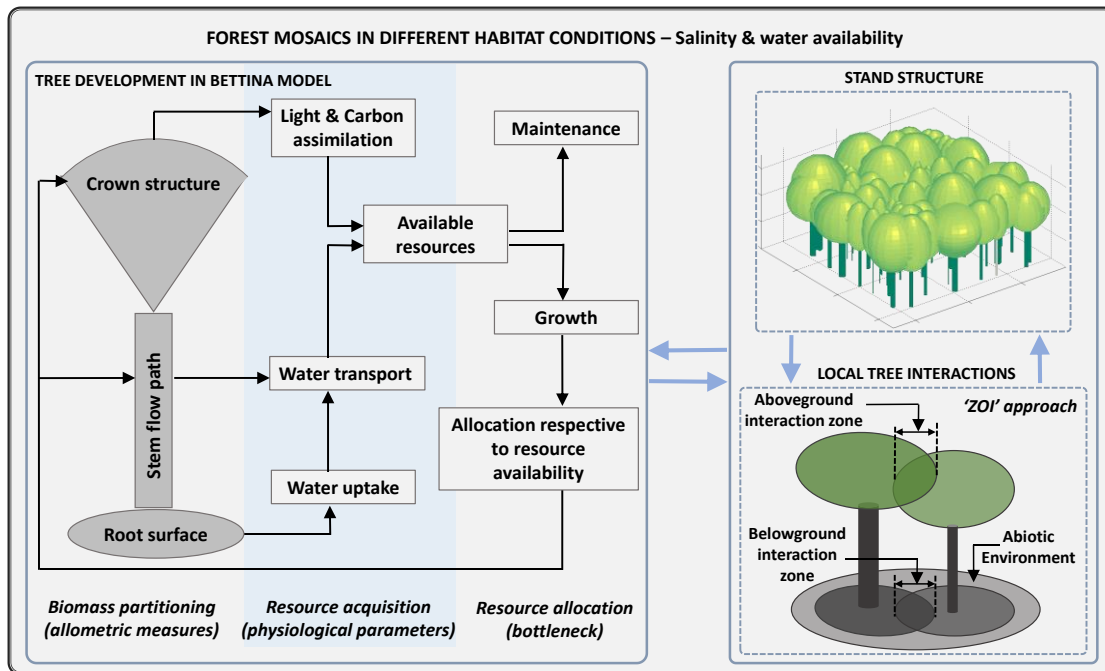 FOREST MOSAICS IN DIFFERENT HABITAT CONDITIONS – Salinity & water availability
TREE DEVELOPMENT IN BETTINA MODEL
Light & Carbon
assimilation
Maintenance
Crown structure
Available
resources
Growth
Stem flow path
Water transport
Allocation respective
to resource
availability
Water uptake
Root surface
Biomass partitioning
(allometric measures)
Resource acquisition
(physiological parameters)
Resource allocation
(bottleneck)
STAND STRUCTURE
LOCAL TREE INTERACTIONS
Aboveground
interaction zone
‘ZOI’ approach
Belowground
interaction
zone
Abiotic
Environment